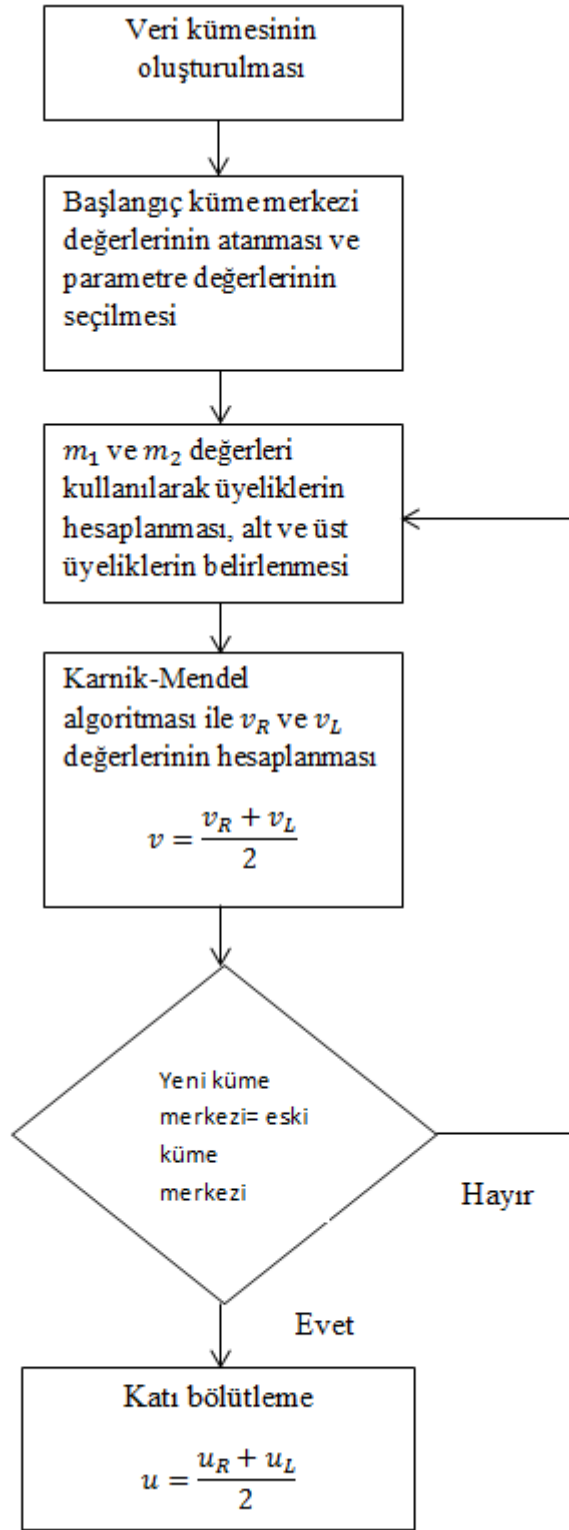 Veri kümesinin
oluşturulması
Başlangıç küme merkezi
değerlerinin atanması ve
parametre değerlerinin
seçilmesi
m₁ ve m₂ değerleri
kullanılarak üyeliklerin
hesaplanması, alt ve üst
üyeliklerin belirlenmesi
Karnik-Mendel
algoritması ile v_R ve v_L
değerlerinin hesaplanması
v = (v_R + v_L) / 2
Yeni küme
merkezi= eski
küme
merkezi
Hayır
Evet
Katı bölütleme
u = (u_R + u_L) / 2